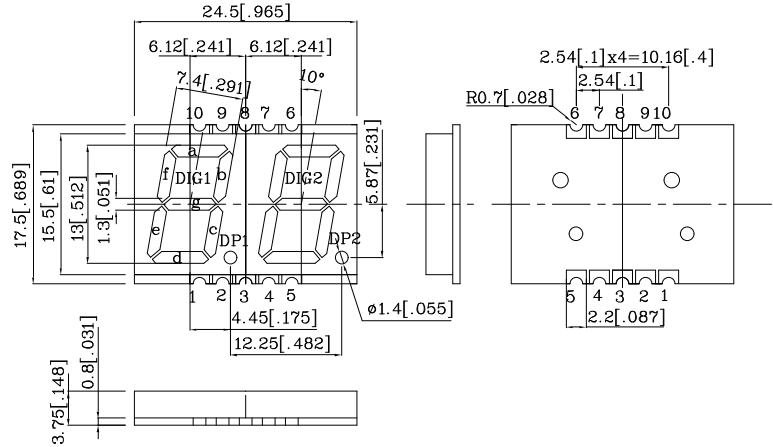 24.5[.965]
6.12[.241]
6.12[.241]
7.4[.291]
10°
2.54[.1]x4=10.16[.4]
2.54[.1]
R0.7[.028]
10 9 8 7 6
6 7 8 9 10
17.5[.689]
15.5[.61]
13[.512]
1.3[.051]
5.87[.231]
a
f
DIG1
b
DIG2
g
e
c
DP1
DP2
d
1 2 3 4 5
5 4 3 2 1
ø1.4[.055]
4.45[.175]
2.2[.087]
12.25[.482]
0.8[.031]
3.75[.148]